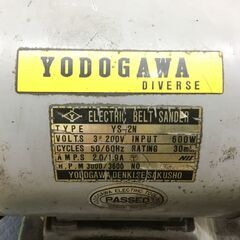 YODOGAWA
DIVERSE
ELECTRIC BELT SANDER
TYPE YS-2N
VOLTS 3~200V INPUT 600W
CYCLES 50/60Hz RATING 30min
AMPS 2.0/1.9A
R.P.M 3000/3600 NO
YODOGAWA DENKI SEISAKUSHO
PASSED